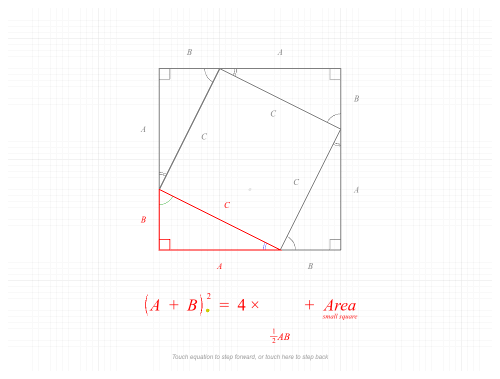 B A
B
C
A
C
C A
C
B
A B
(A + B)² = 4 × + Area
small square
½AB
Touch equation to step forward, or touch here to step back